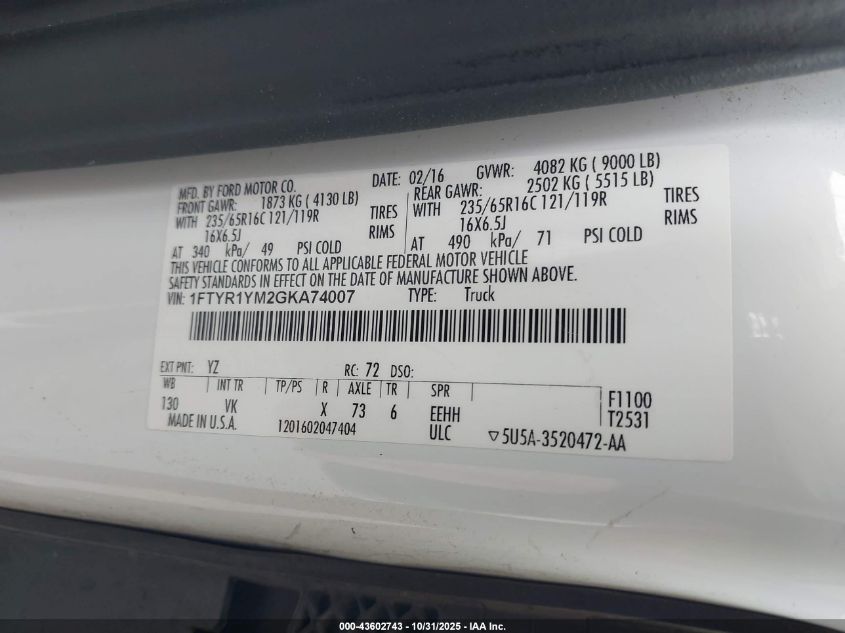 MFD. BY FORD MOTOR CO.
DATE: 02/16 GVWR: 4082 KG ( 9000 LB)
FRONT GAWR: 1873 KG ( 4130 LB)
REAR GAWR: 2502 KG ( 5515 LB)
WITH 235/65R16C 121/119R TIRES
WITH 235/65R16C 121/119R TIRES
16X6.5J RIMS
16X6.5J RIMS
AT 340 kPa/ 49 PSI COLD
AT 490 kPa/ 71 PSI COLD
THIS VEHICLE CONFORMS TO ALL APPLICABLE FEDERAL MOTOR VEHICLE
SAFETY STANDARDS IN EFFECT ON THE DATE OF MANUFACTURE SHOWN ABOVE.
VIN: 1FTYR1YM2GKA74007 TYPE: Truck
EXT PNT: YZ RC: 72 DSO:
WB INT TR TP/PS R AXLE TR SPR
130 VK X 73 6 EEHH
F1100
T2531
MADE IN U.S.A. 1201602047404 ULC ▽5U5A-3520472-AA
000-43602743 - 10/31/2025 - IAA Inc.